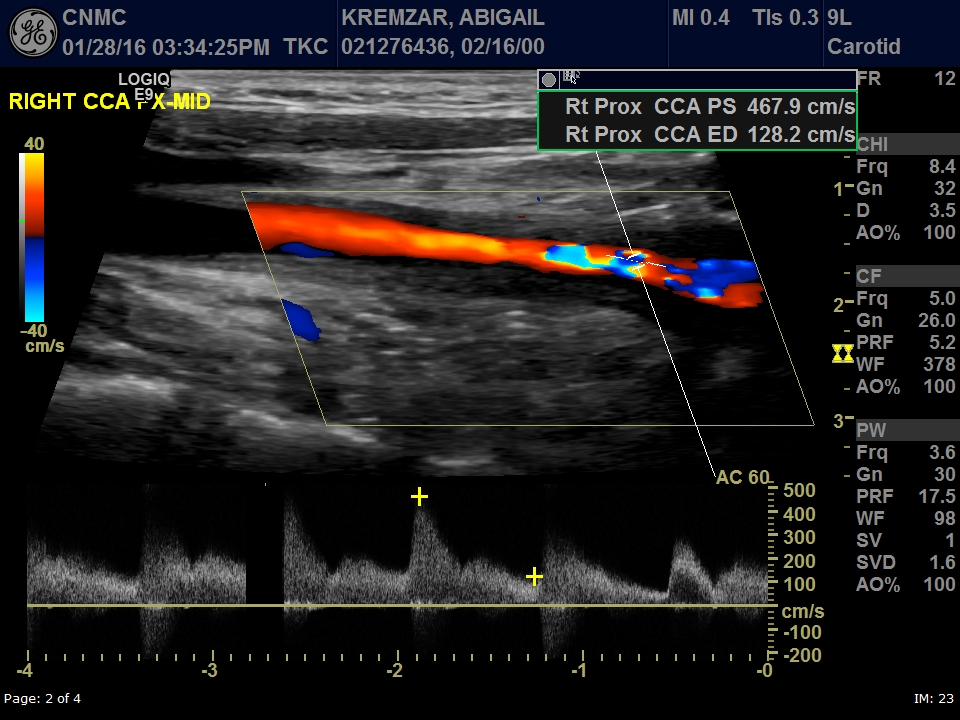 CNMC
01/28/16 03:34:25PM TKC
KREMZAR, ABIGAIL
021276436, 02/16/00
MI 0.4 TIs 0.3
9L
Carotid
LOGIQ
E9
RIGHT CCA PX-MID
Rt Prox CCA PS 467.9 cm/s
Rt Prox CCA ED 128.2 cm/s
FR 12
CHI
Frq 8.4
Gn 32
D 3.5
AO% 100
CF
Frq 5.0
Gn 26.0
PRF 5.2
WF 378
AO% 100
PW
Frq 3.6
Gn 30
PRF 17.5
WF 98
SV 1
SVD 1.6
AO% 100
40
-40
cm/s
1
2
3
AC 60
500
400
300
200
100
cm/s
-100
-200
-4 -3 -2 -1 -0
Page: 2 of 4
IM: 23